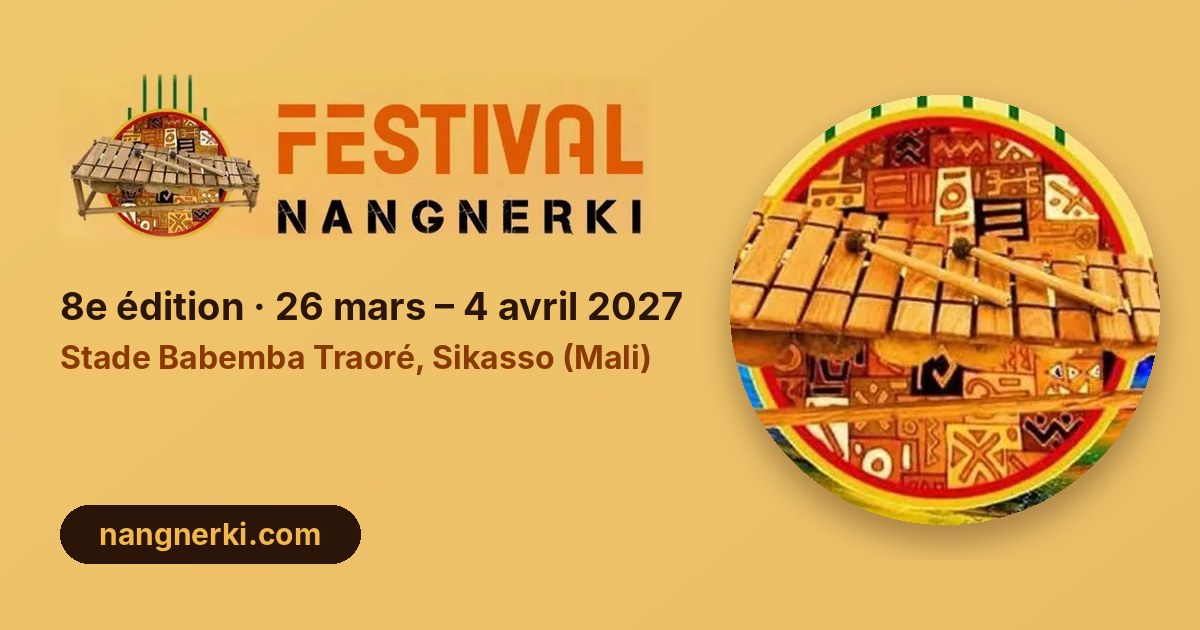 FESTIVAL
NANGNERKI
8e édition · 26 mars – 4 avril 2027
Stade Babemba Traoré, Sikasso (Mali)
nangnerki.com